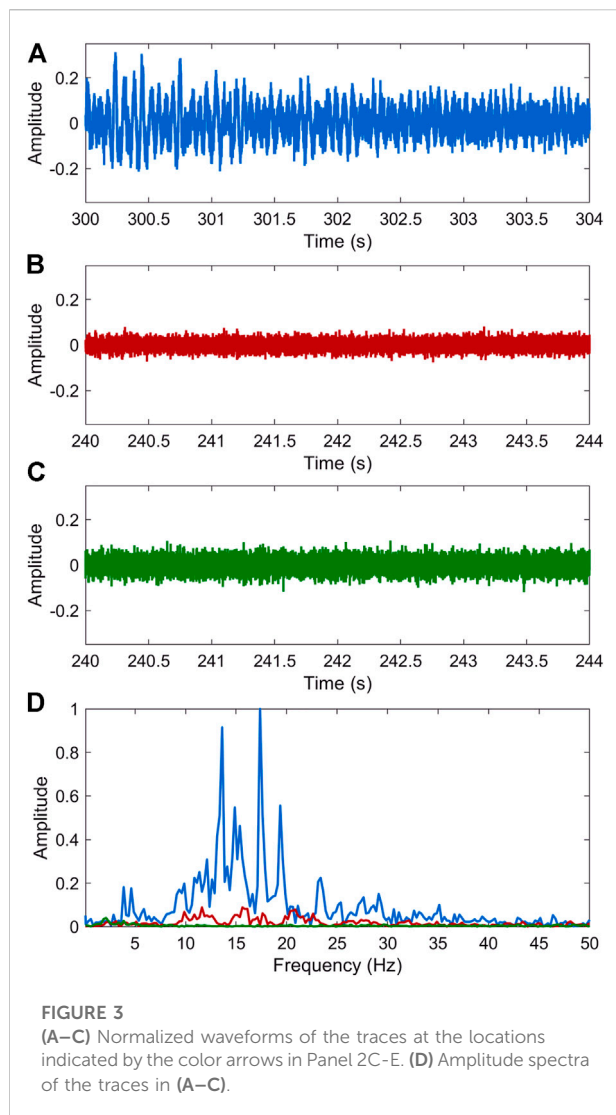 A
Amplitude
0.2
0
-0.2
300 300.5 301 301.5 302 302.5 303 303.5 304
Time (s)
B
Amplitude
0.2
0
-0.2
240 240.5 241 241.5 242 242.5 243 243.5 244
Time (s)
C
Amplitude
0.2
0
-0.2
240 240.5 241 241.5 242 242.5 243 243.5 244
Time (s)
D
Amplitude
1
0.8
0.6
0.4
0.2
0
5 10 15 20 25 30 35 40 45 50
Frequency (Hz)
FIGURE 3
(A–C) Normalized waveforms of the traces at the locations
indicated by the color arrows in Panel 2C-E. (D) Amplitude spectra
of the traces in (A–C).